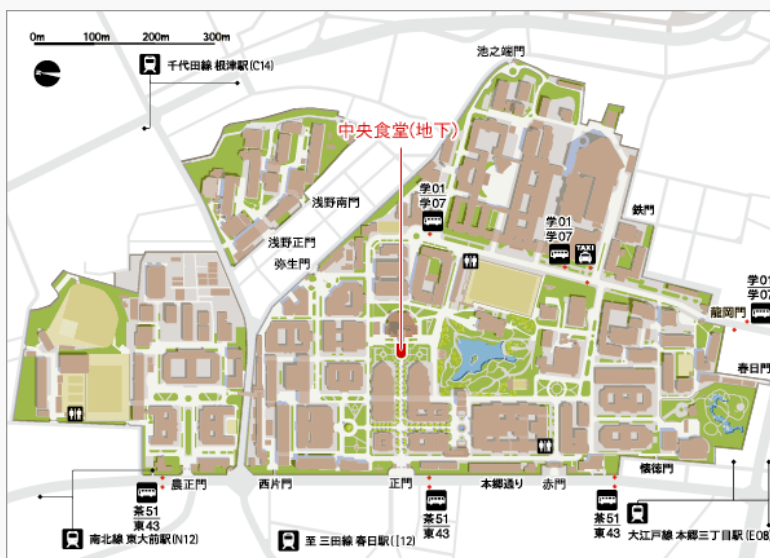 0m 100m 200m 300m
千代田線 根津駅(C14)
池之端門
中央食堂(地下)
学01
学07
浅野南門
学01
学07
TAXI
鉄門
浅野正門
弥生門
学01
学07
龍岡門
春日門
農正門
西片門
正門
本郷通り
赤門
懐徳門
茶51
東43
茶51
東43
茶51
東43
南北線 東大前駅(N12)
至 三田線 春日駅(I12)
大江戸線 本郷三丁目駅(E08)